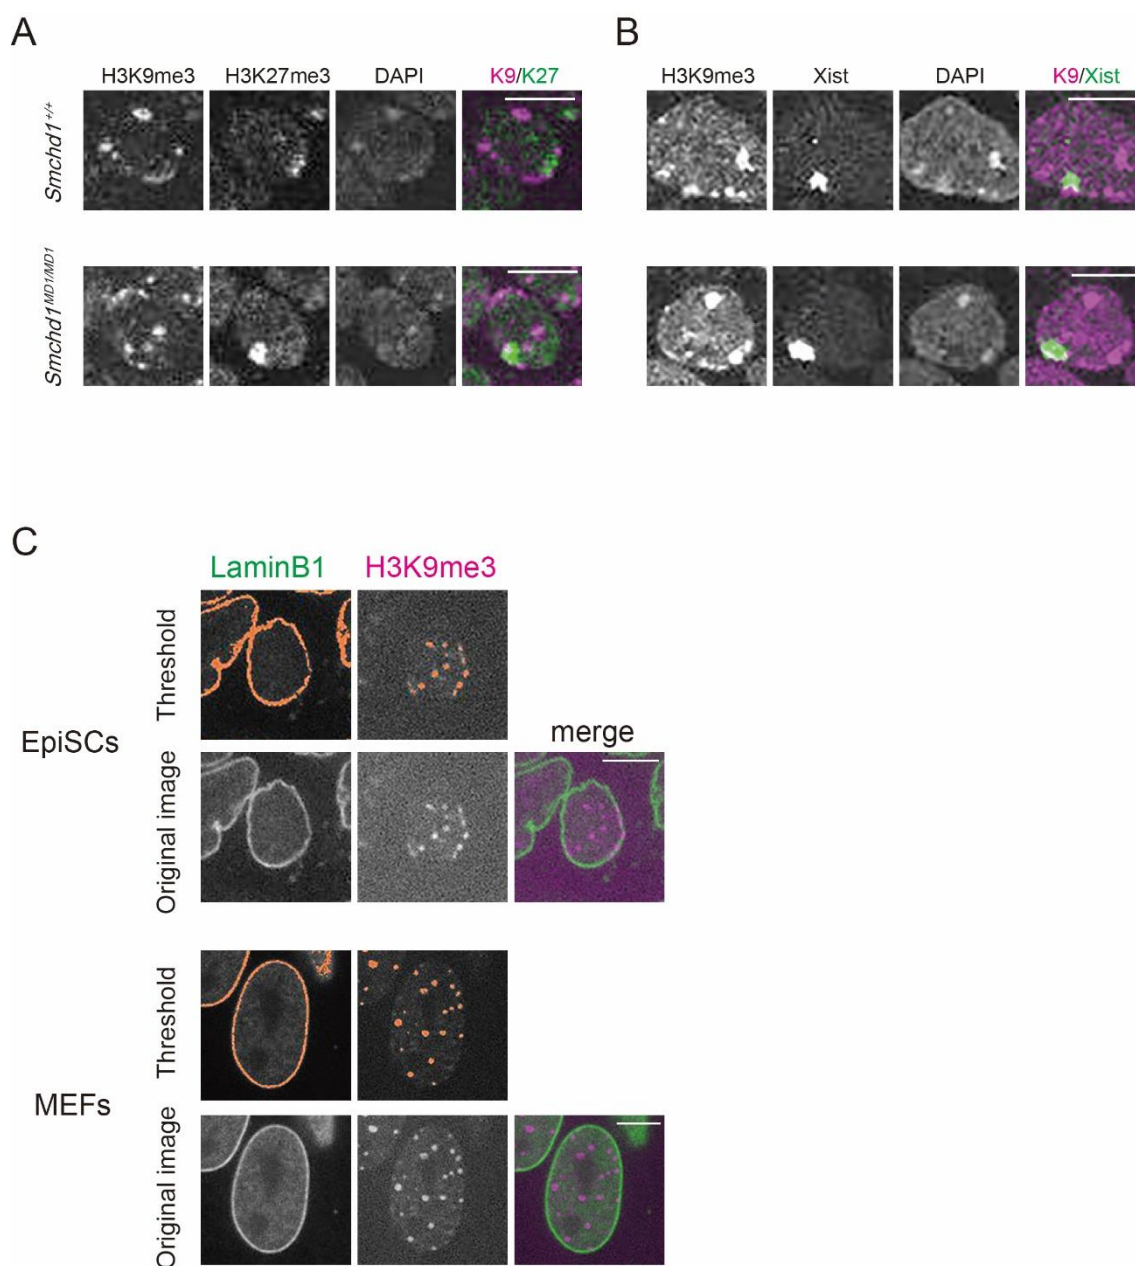 A
H3K9me3 H3K27me3 DAPI K9/K27
Smchd1+/+
Smchd1MD1/MD1
B
H3K9me3 Xist DAPI K9/Xist
C
LaminB1 H3K9me3
EpiSCs
Threshold
Original image
merge
MEFs
Threshold
Original image